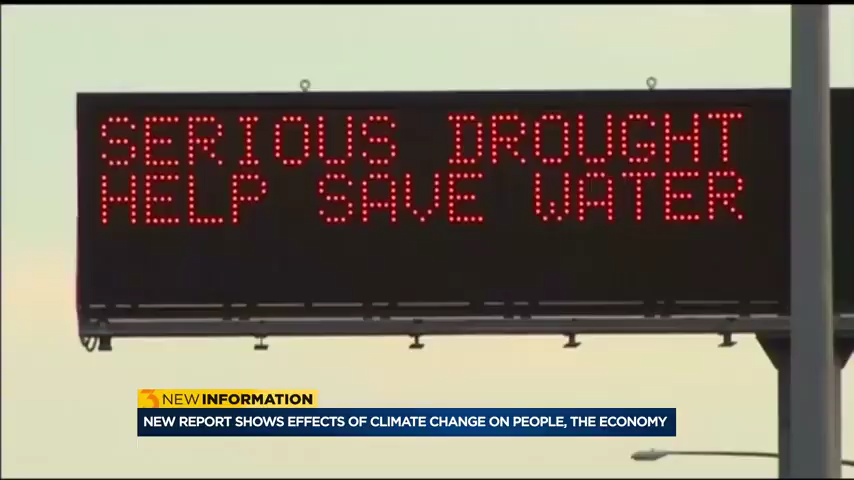 SERIOUS DROUGHT
HELP SAVE WATER
3 NEW INFORMATION
NEW REPORT SHOWS EFFECTS OF CLIMATE CHANGE ON PEOPLE, THE ECONOMY